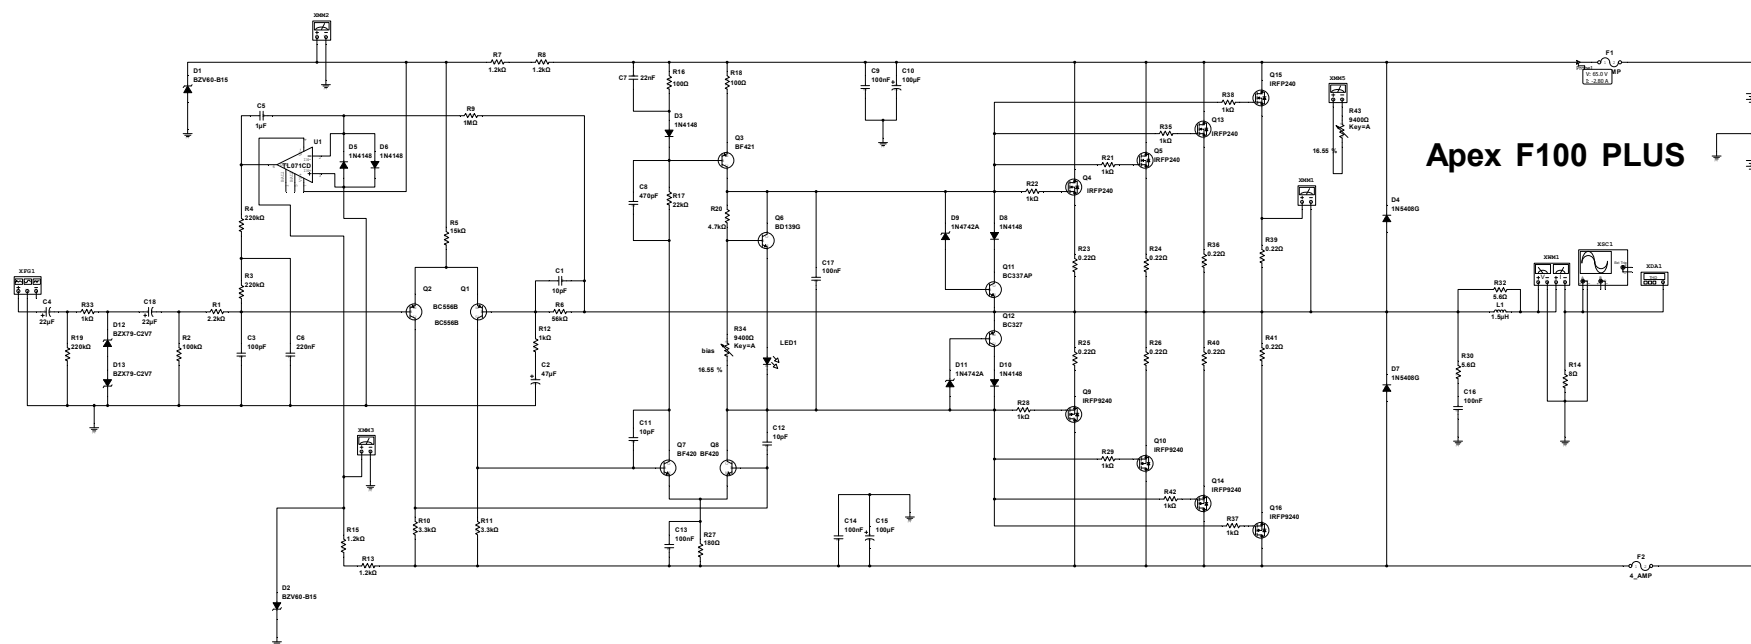 XMM2
F1
MP
V: 65.0 V
I: -2.80 A
D1
BZV60-B15
R7
1.2kΩ
R8
1.2kΩ
C7
22nF
R16
100Ω
R18
100Ω
C9
100nF
C10
100µF
Q15
IRFP240
XMM5
R43
9400Ω
Key=A
16.55 %
R38
1kΩ
C5
1µF
R9
1MΩ
D3
1N4148
Q13
IRFP240
R35
1kΩ
U1
TL071CD
D5
1N4148
D6
1N4148
Q3
BF421
Q5
IRFP240
R21
1kΩ
Apex F100 PLUS
Q4
IRFP240
R22
1kΩ
XMM1
C8
470pF
R17
22kΩ
R4
220kΩ
R5
15kΩ
R20
4.7kΩ
Q6
BD139G
D9
1N4742A
D8
1N4148
D4
1N5408G
R23
0.22Ω
R24
0.22Ω
R36
0.22Ω
R39
0.22Ω
XFG1
R3
220kΩ
C1
10pF
C17
100nF
Q11
BC337AP
XWM1
XSC1
XDA1
C4
22µF
R33
1kΩ
C18
22µF
R1
2.2kΩ
Q2
BC556B
Q1
BC556B
R6
56kΩ
R32
5.6Ω
L1
1.5µH
D12
BZX79-C2V7
R12
1kΩ
Q12
BC327
R19
220kΩ
R2
100kΩ
C3
100pF
C6
220nF
R34
9400Ω
Key=A
bias
16.55 %
LED1
R25
0.22Ω
R26
0.22Ω
R40
0.22Ω
R41
0.22Ω
D13
BZX79-C2V7
C2
47µF
D11
1N4742A
D10
1N4148
D7
1N5408G
R30
5.6Ω
R14
8Ω
C16
100nF
R28
1kΩ
Q9
IRFP9240
XMM3
C11
10pF
C12
10pF
Q7
BF420
Q8
BF420
R29
1kΩ
Q10
IRFP9240
R42
1kΩ
Q14
IRFP9240
R37
1kΩ
Q16
IRFP9240
R10
3.3kΩ
R11
3.3kΩ
R15
1.2kΩ
R13
1.2kΩ
C13
100nF
R27
180Ω
C14
100nF
C15
100µF
F2
4_AMP
D2
BZV60-B15